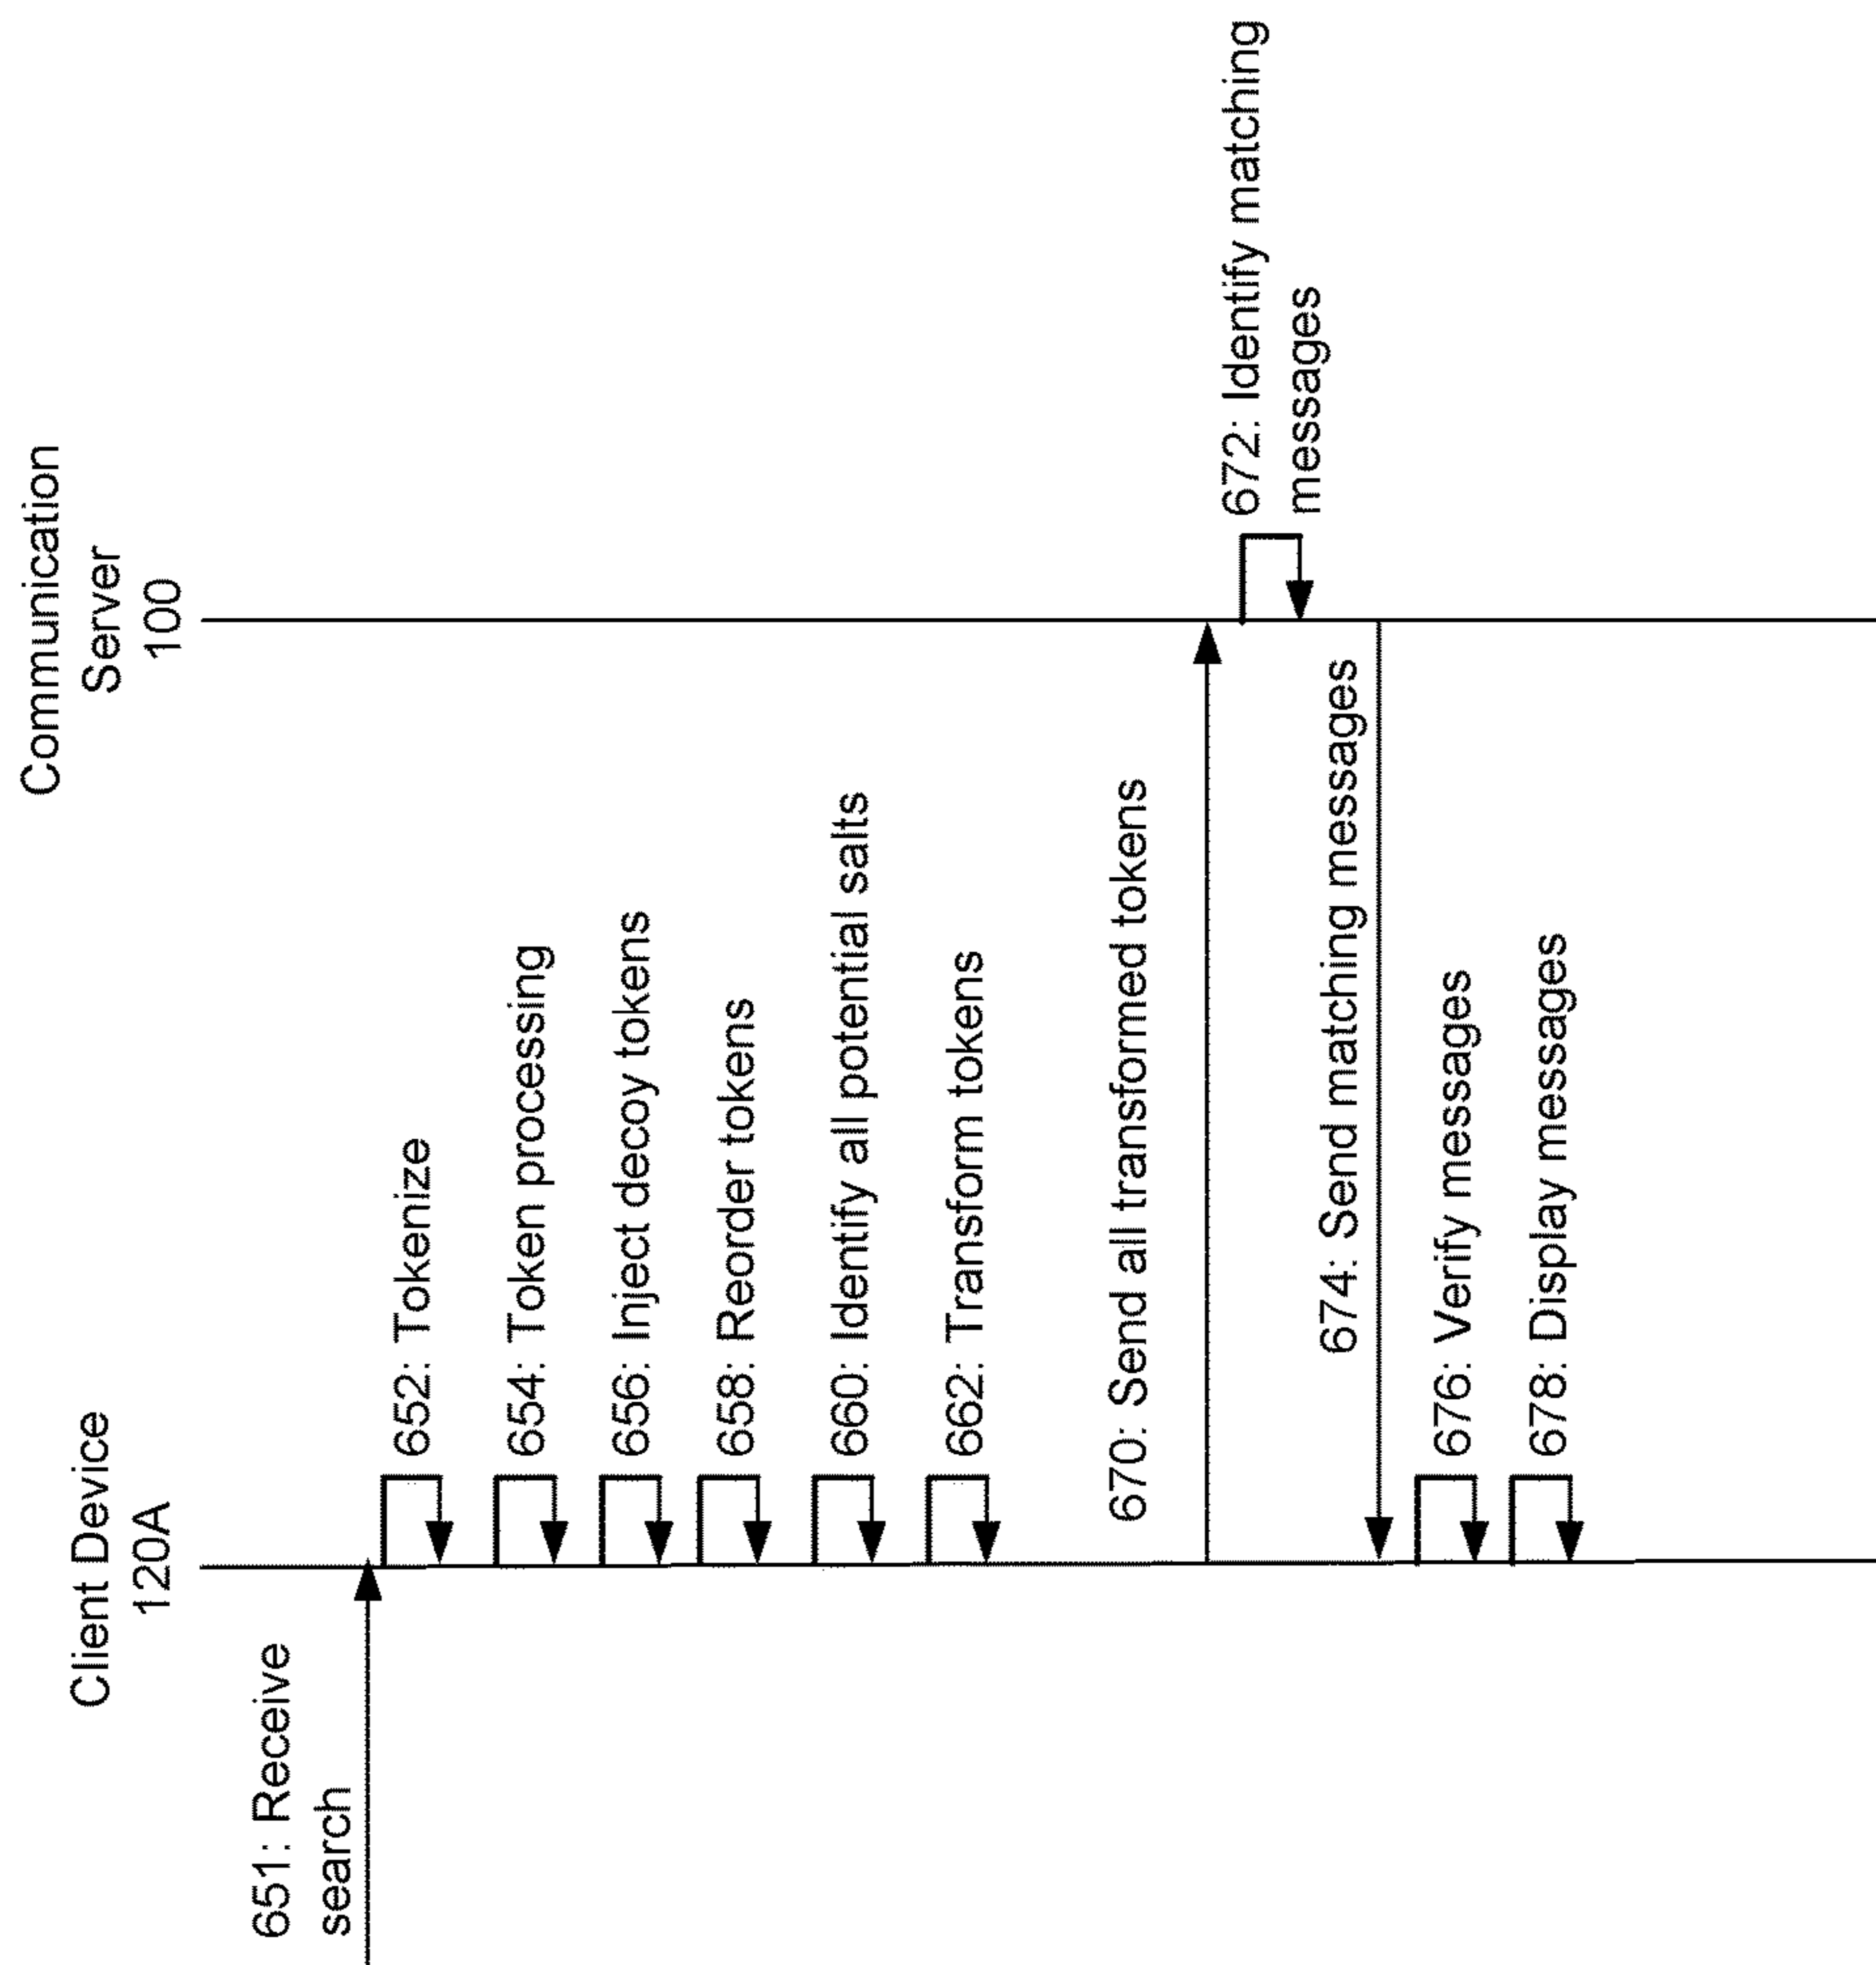 Client Device
120A
Communication
Server
100
651: Receive
search
652: Tokenize
654: Token processing
656: Inject decoy tokens
658: Reorder tokens
660: Identify all potential salts
662: Transform tokens
670: Send all transformed tokens
672: Identify matching
messages
674: Send matching messages
676: Verify messages
678: Display messages